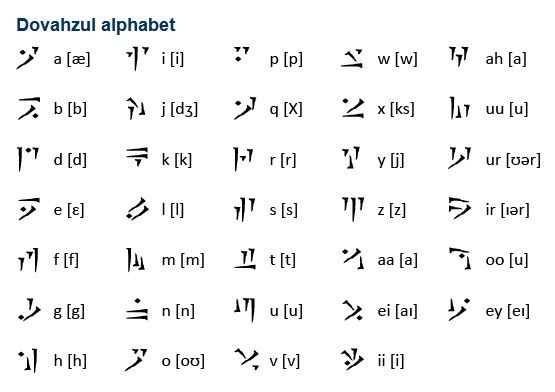 Dovahzul alphabet
a [æ] i [i] p [p] w [w] ah [a]
b [b] j [dʒ] q [X] x [ks] uu [u]
d [d] k [k] r [r] y [j] ur [ʊər]
e [ɛ] l [l] s [s] z [z] ir [ɪər]
f [f] m [m] t [t] aa [a] oo [u]
g [g] n [n] u [u] ei [aɪ] ey [eɪ]
h [h] o [oʊ] v [v] ii [i]